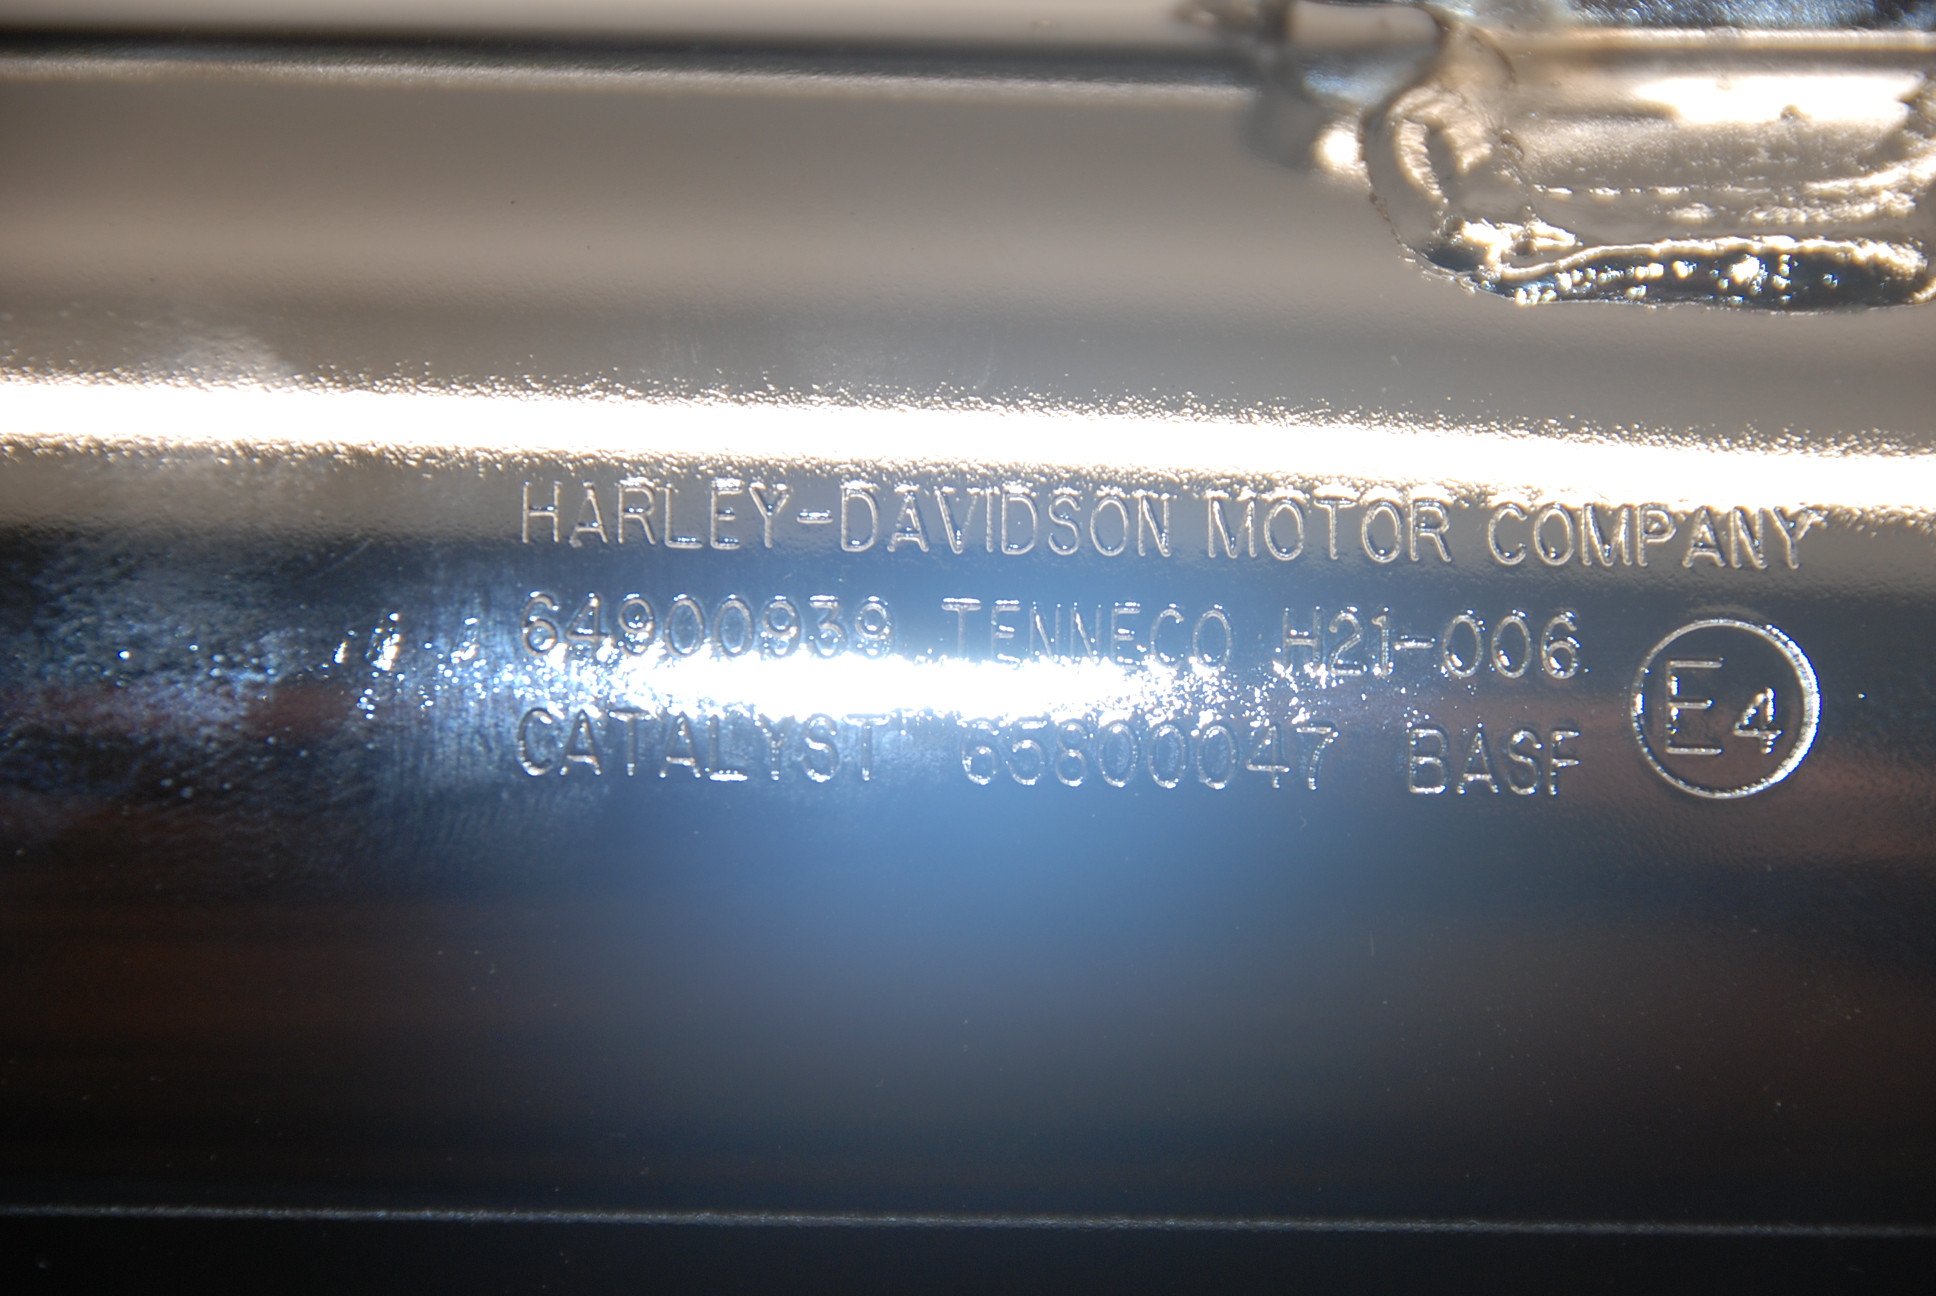 HARLEY-DAVIDSON MOTOR COMPANY
64900939 TENNECO H21-006
CATALYST 65800047 BASF E4